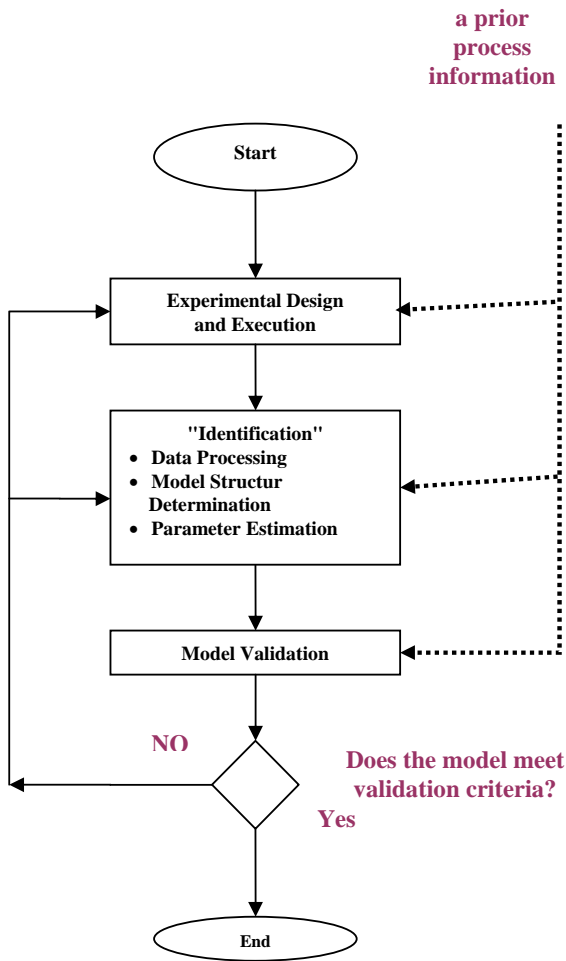 a prior
process
information
Start
Experimental Design
and Execution
"Identification"
• Data Processing
• Model Structur
Determination
• Parameter Estimation
Model Validation
NO
Does the model meet
validation criteria?
Yes
End